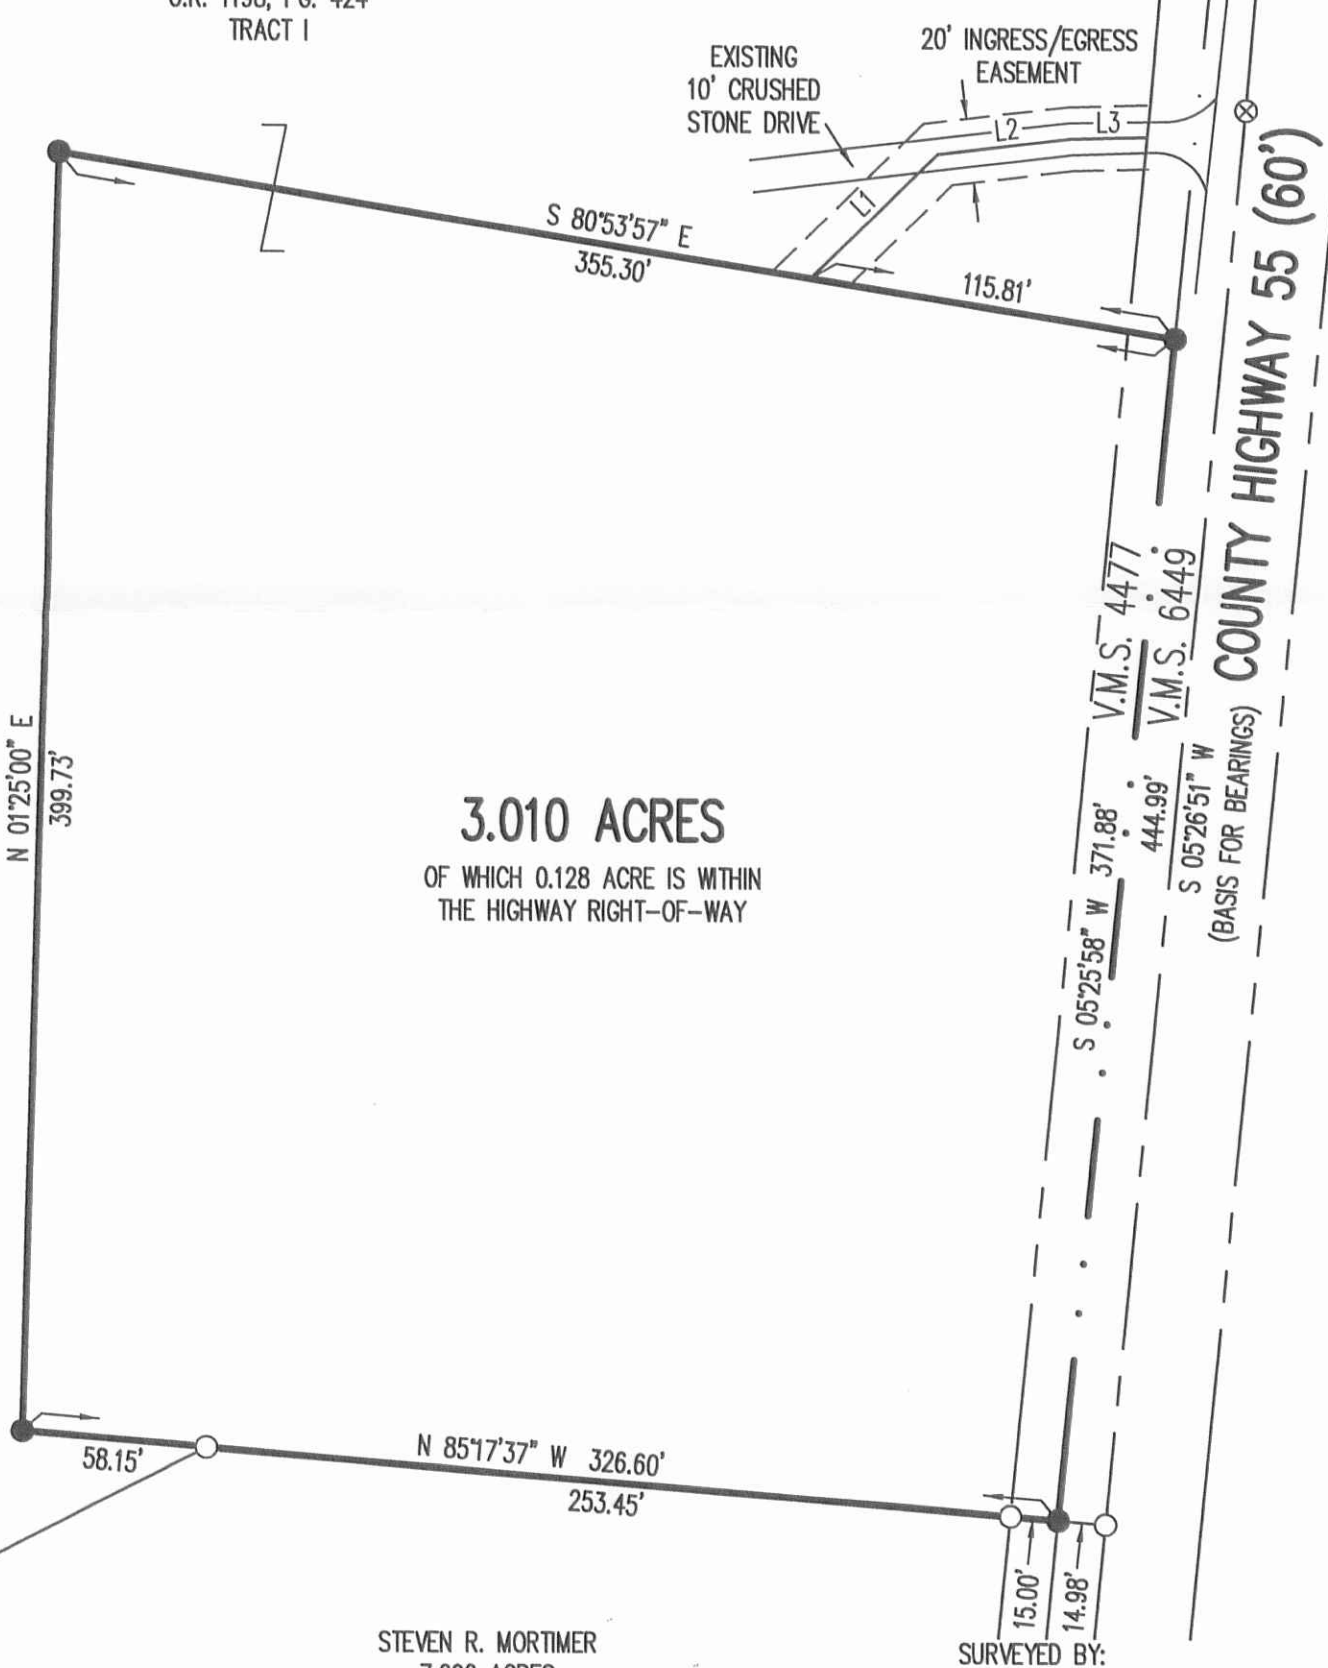 TRACT I
EXISTING
10' CRUSHED
STONE DRIVE
20' INGRESS/EGRESS
EASEMENT
L2
L3
L1
S 80°53'57" E
355.30'
115.81'
COUNTY HIGHWAY 55 (60')
(BASIS FOR BEARINGS)
S 05°26'51" W
444.99'
V.M.S. 4477
V.M.S. 6449
S 05°25'58" W 371.88'
N 01°25'00" E
399.73'
3.010 ACRES
OF WHICH 0.128 ACRE IS WITHIN
THE HIGHWAY RIGHT-OF-WAY
58.15'
N 85°17'37" W 326.60'
253.45'
15.00'
14.98'
STEVEN R. MORTIMER
SURVEYED BY: